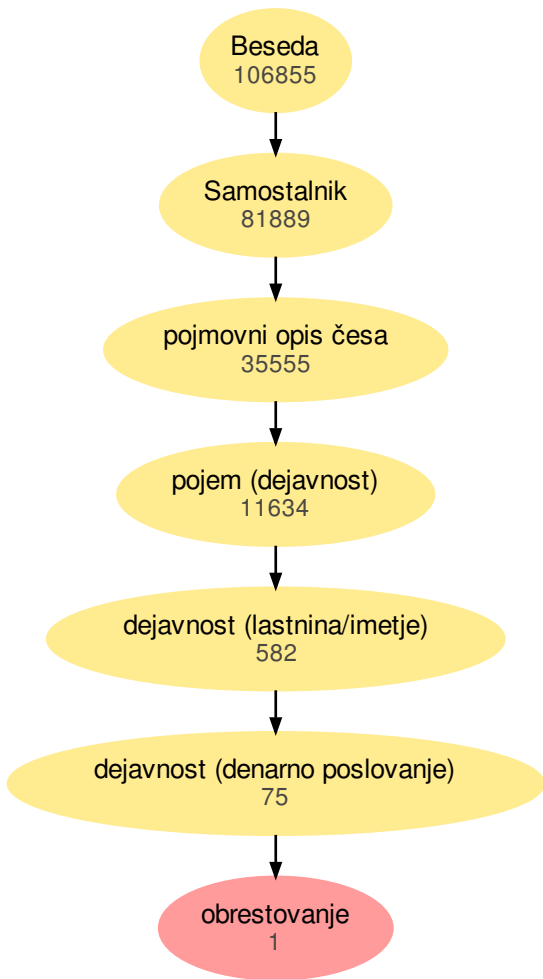 Beseda
106855
Samostalnik
81889
pojmovni opis česa
35555
pojem (dejavnost)
11634
dejavnost (lastnina/imetje)
582
dejavnost (denarno poslovanje)
75
obrestovanje
1